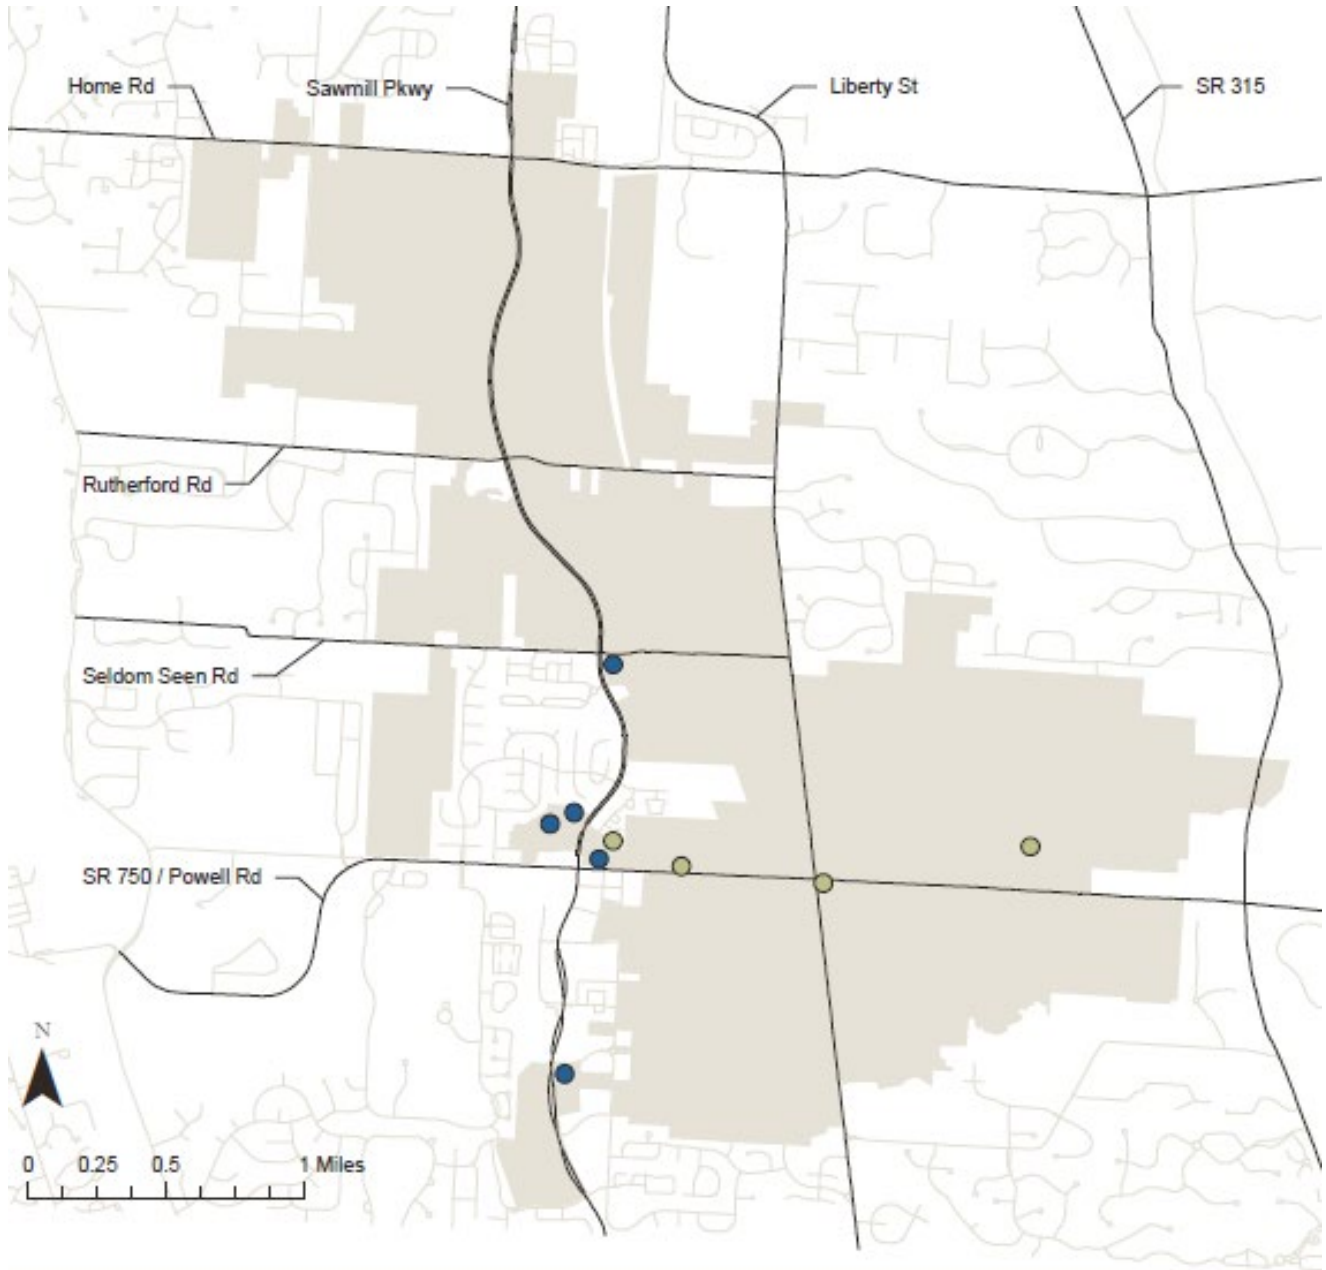 Home Rd
Sawmill Pkwy
Liberty St
SR 315
Rutherford Rd
Seldom Seen Rd
SR 750 / Powell Rd
N
0 0.25 0.5 1 Miles